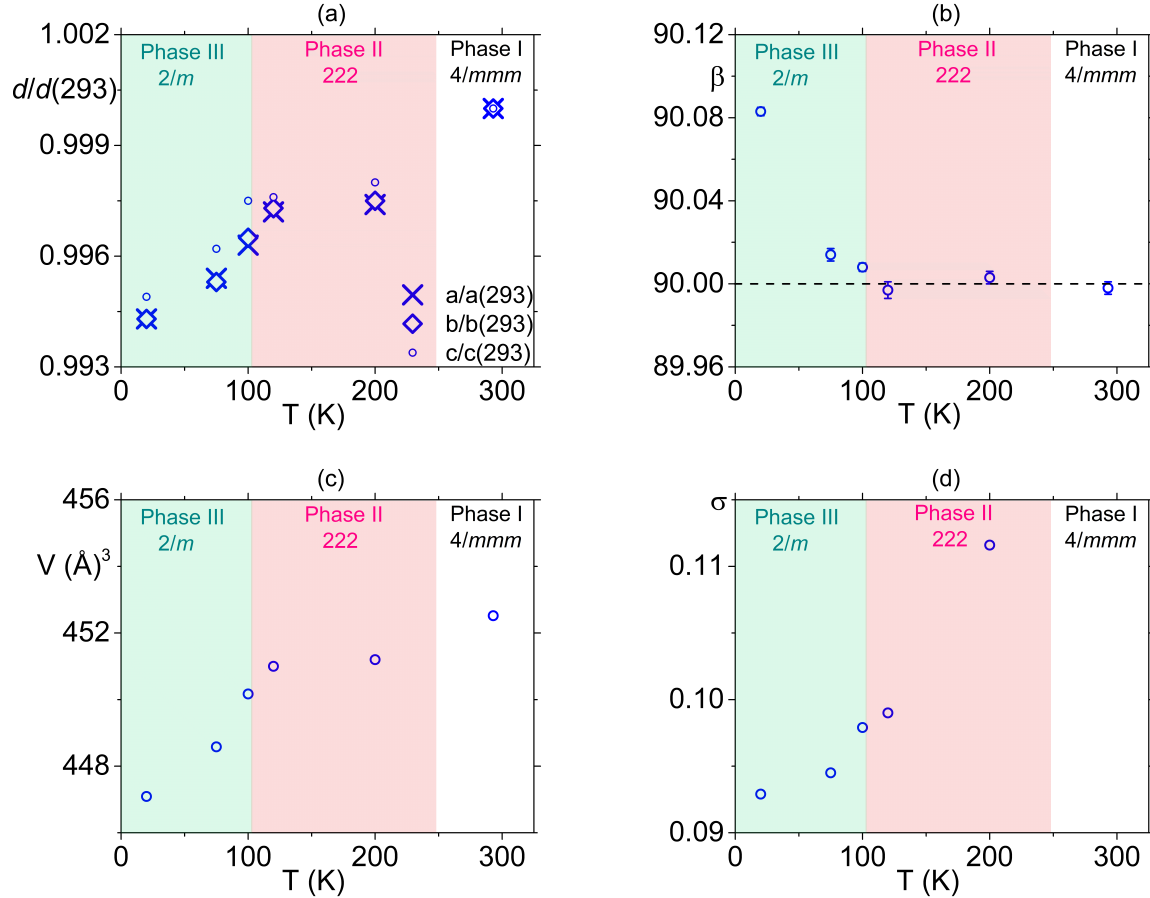 (a)
1.002
d/d(293)
0.999
0.996
0.993
Phase III
2/m
Phase II
222
Phase I
4/mmm
a/a(293)
b/b(293)
c/c(293)
0 100 200 300
T (K)
(b)
90.12
β
90.08
90.04
90.00
89.96
Phase III
2/m
Phase II
222
Phase I
4/mmm
0 100 200 300
T (K)
(c)
456
V (Å)³
452
448
Phase III
2/m
Phase II
222
Phase I
4/mmm
0 100 200 300
T (K)
(d)
σ
0.11
0.10
0.09
Phase III
2/m
Phase II
222
Phase I
4/mmm
0 100 200 300
T (K)